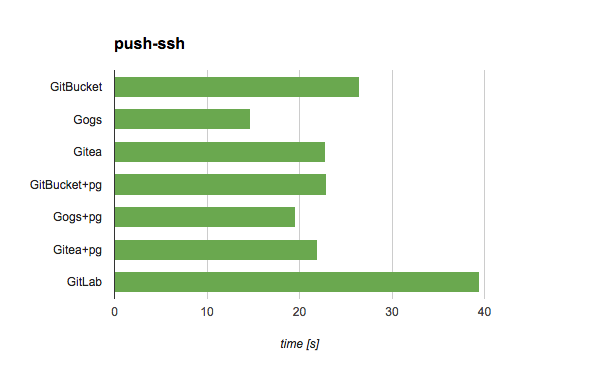 push-ssh
GitBucket
Gogs
Gitea
GitBucket+pg
Gogs+pg
Gitea+pg
GitLab
0 10 20 30 40
time [s]